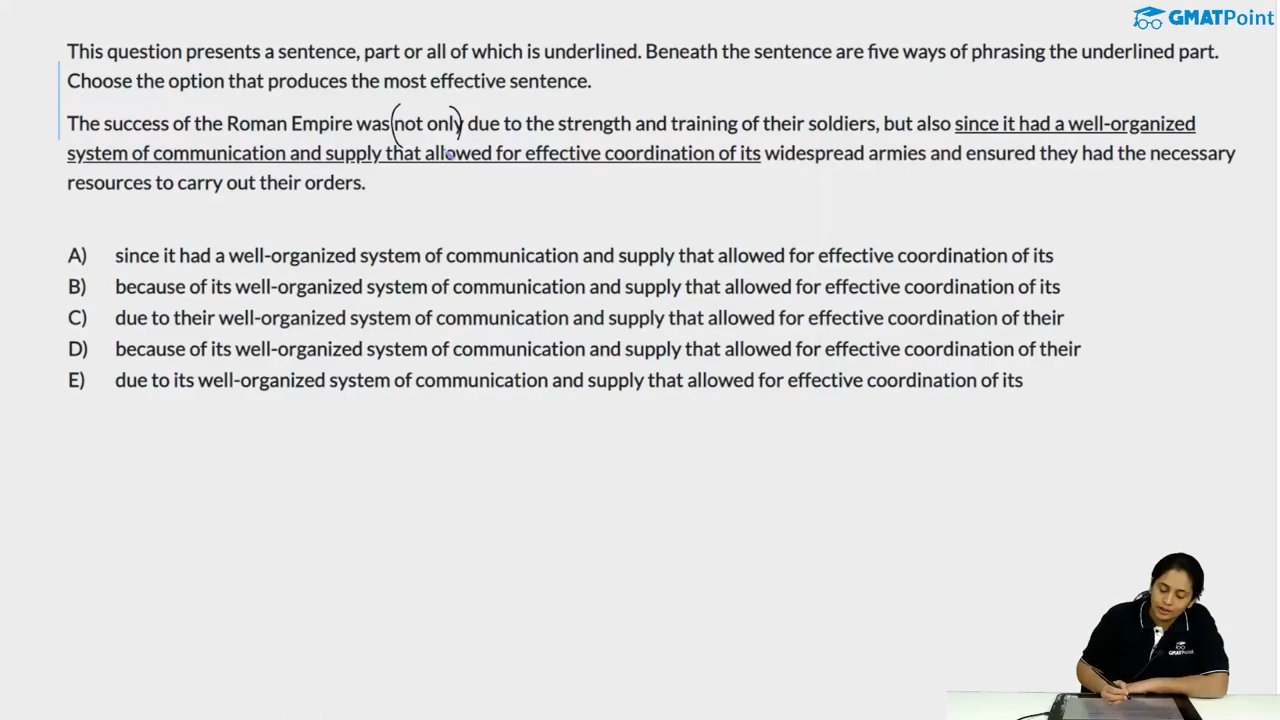 GMATPoint
This question presents a sentence, part or all of which is underlined. Beneath the sentence are five ways of phrasing the underlined part.
Choose the option that produces the most effective sentence.
The success of the Roman Empire was (not only) due to the strength and training of their soldiers, but also since it had a well-organized
system of communication and supply that allowed for effective coordination of its widespread armies and ensured they had the necessary
resources to carry out their orders.
A) since it had a well-organized system of communication and supply that allowed for effective coordination of its
B) because of its well-organized system of communication and supply that allowed for effective coordination of its
C) due to their well-organized system of communication and supply that allowed for effective coordination of their
D) because of its well-organized system of communication and supply that allowed for effective coordination of their
E) due to its well-organized system of communication and supply that allowed for effective coordination of its
GMATPoint